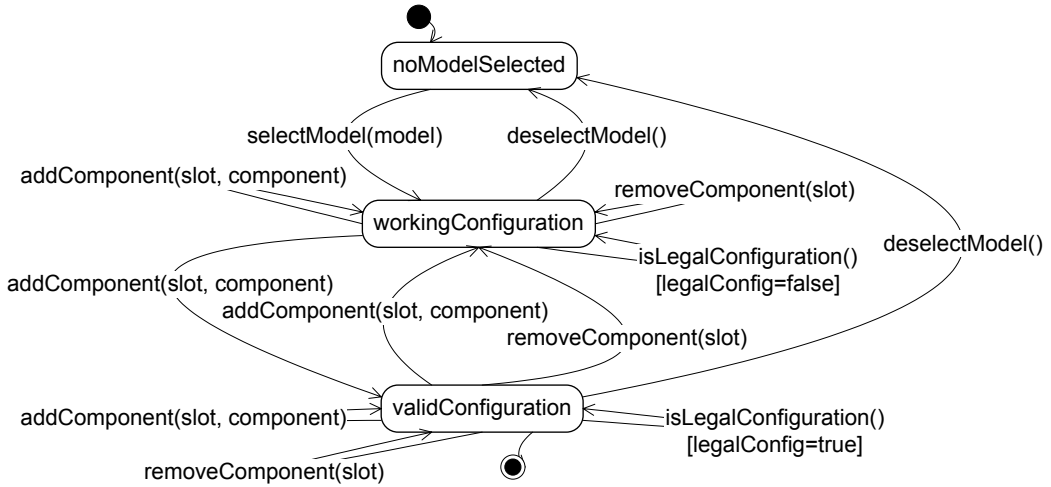 noModelSelected
selectModel(model)
deselectModel()
addComponent(slot, component)
removeComponent(slot)
workingConfiguration
deselectModel()
isLegalConfiguration()
[legalConfig=false]
addComponent(slot, component)
addComponent(slot, component)
removeComponent(slot)
validConfiguration
addComponent(slot, component)
isLegalConfiguration()
[legalConfig=true]
removeComponent(slot)